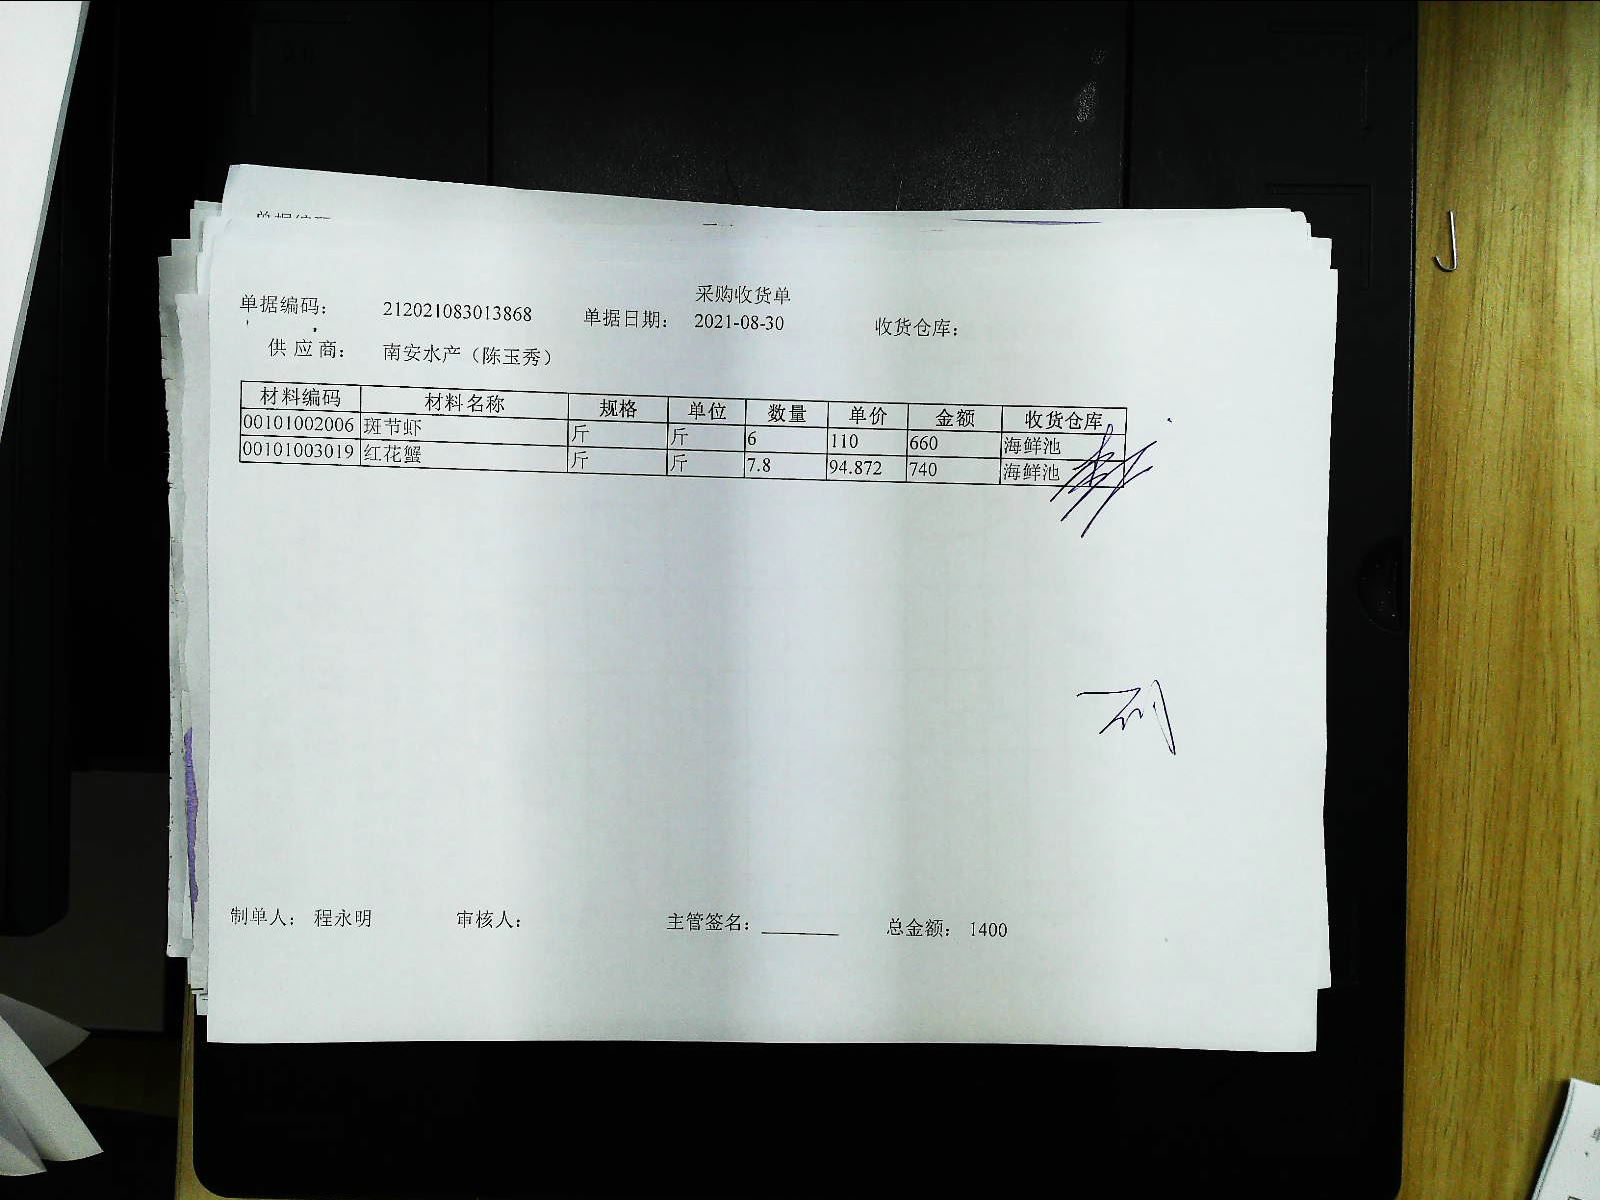 采购收货单
单据编码： 212021083013868 单据日期： 2021-08-30 收货仓库：
供 应 商： 南安水产（陈玉秀）
材料编码 材料名称 规格 单位 数量 单价 金额 收货仓库
00101002006 斑节虾 斤 斤 6 110 660 海鲜池
00101003019 红花蟹 斤 斤 7.8 94.872 740 海鲜池
制单人： 程永明 审核人： 主管签名： 总金额： 1400